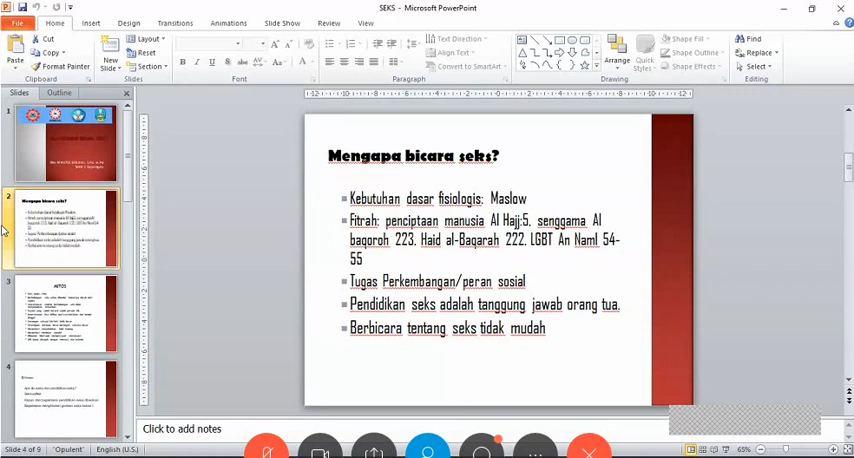 SEKS - Microsoft PowerPoint
File Home Insert Design Transitions Animations Slide Show Review View
Cut
Copy
Format Painter
Paste
Clipboard
New
Slide
Layout
Reset
Section
Slides
Font
Paragraph
Text Direction
Align Text
Convert to SmartArt
Arrange
Quick
Styles
Shape Fill
Shape Outline
Shape Effects
Drawing
Find
Replace
Select
Editing
Slides Outline
1
2
3
MITOS
4
Mengapa bicara seks?
Kebutuhan dasar fisiologis: Maslow
Fitrah: penciptaan manusia Al Hajj:5, senggama Al
baqoroh 223. Haid al-Baqarah 222. LGBT An Naml 54-
55
Tugas Perkembangan/peran sosial
Pendidikan seks adalah tanggung jawab orang tua.
Berbicara tentang seks tidak mudah
Click to add notes
Slide 4 of 9 "Opulent" English (U.S.) 65%